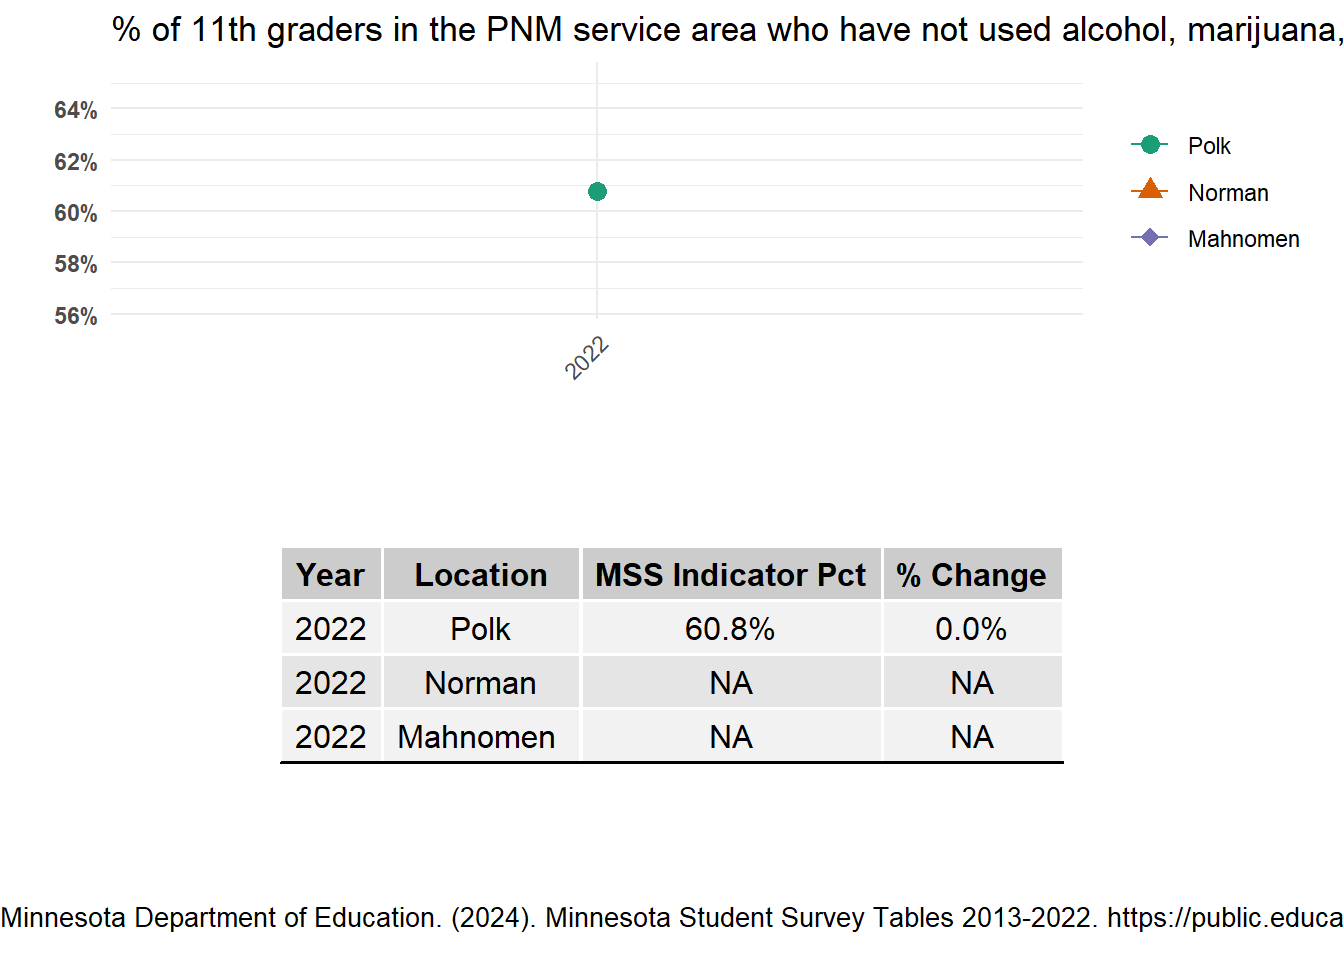 % of 11th graders in the PNM service area who have not used alcohol, marijuana,
64%
62%
60%
58%
56%
2022
Polk
Norman
Mahnomen
Year Location MSS Indicator Pct % Change
2022 Polk 60.8% 0.0%
2022 Norman NA NA
2022 Mahnomen NA NA
Minnesota Department of Education. (2024). Minnesota Student Survey Tables 2013-2022. https://public.educa